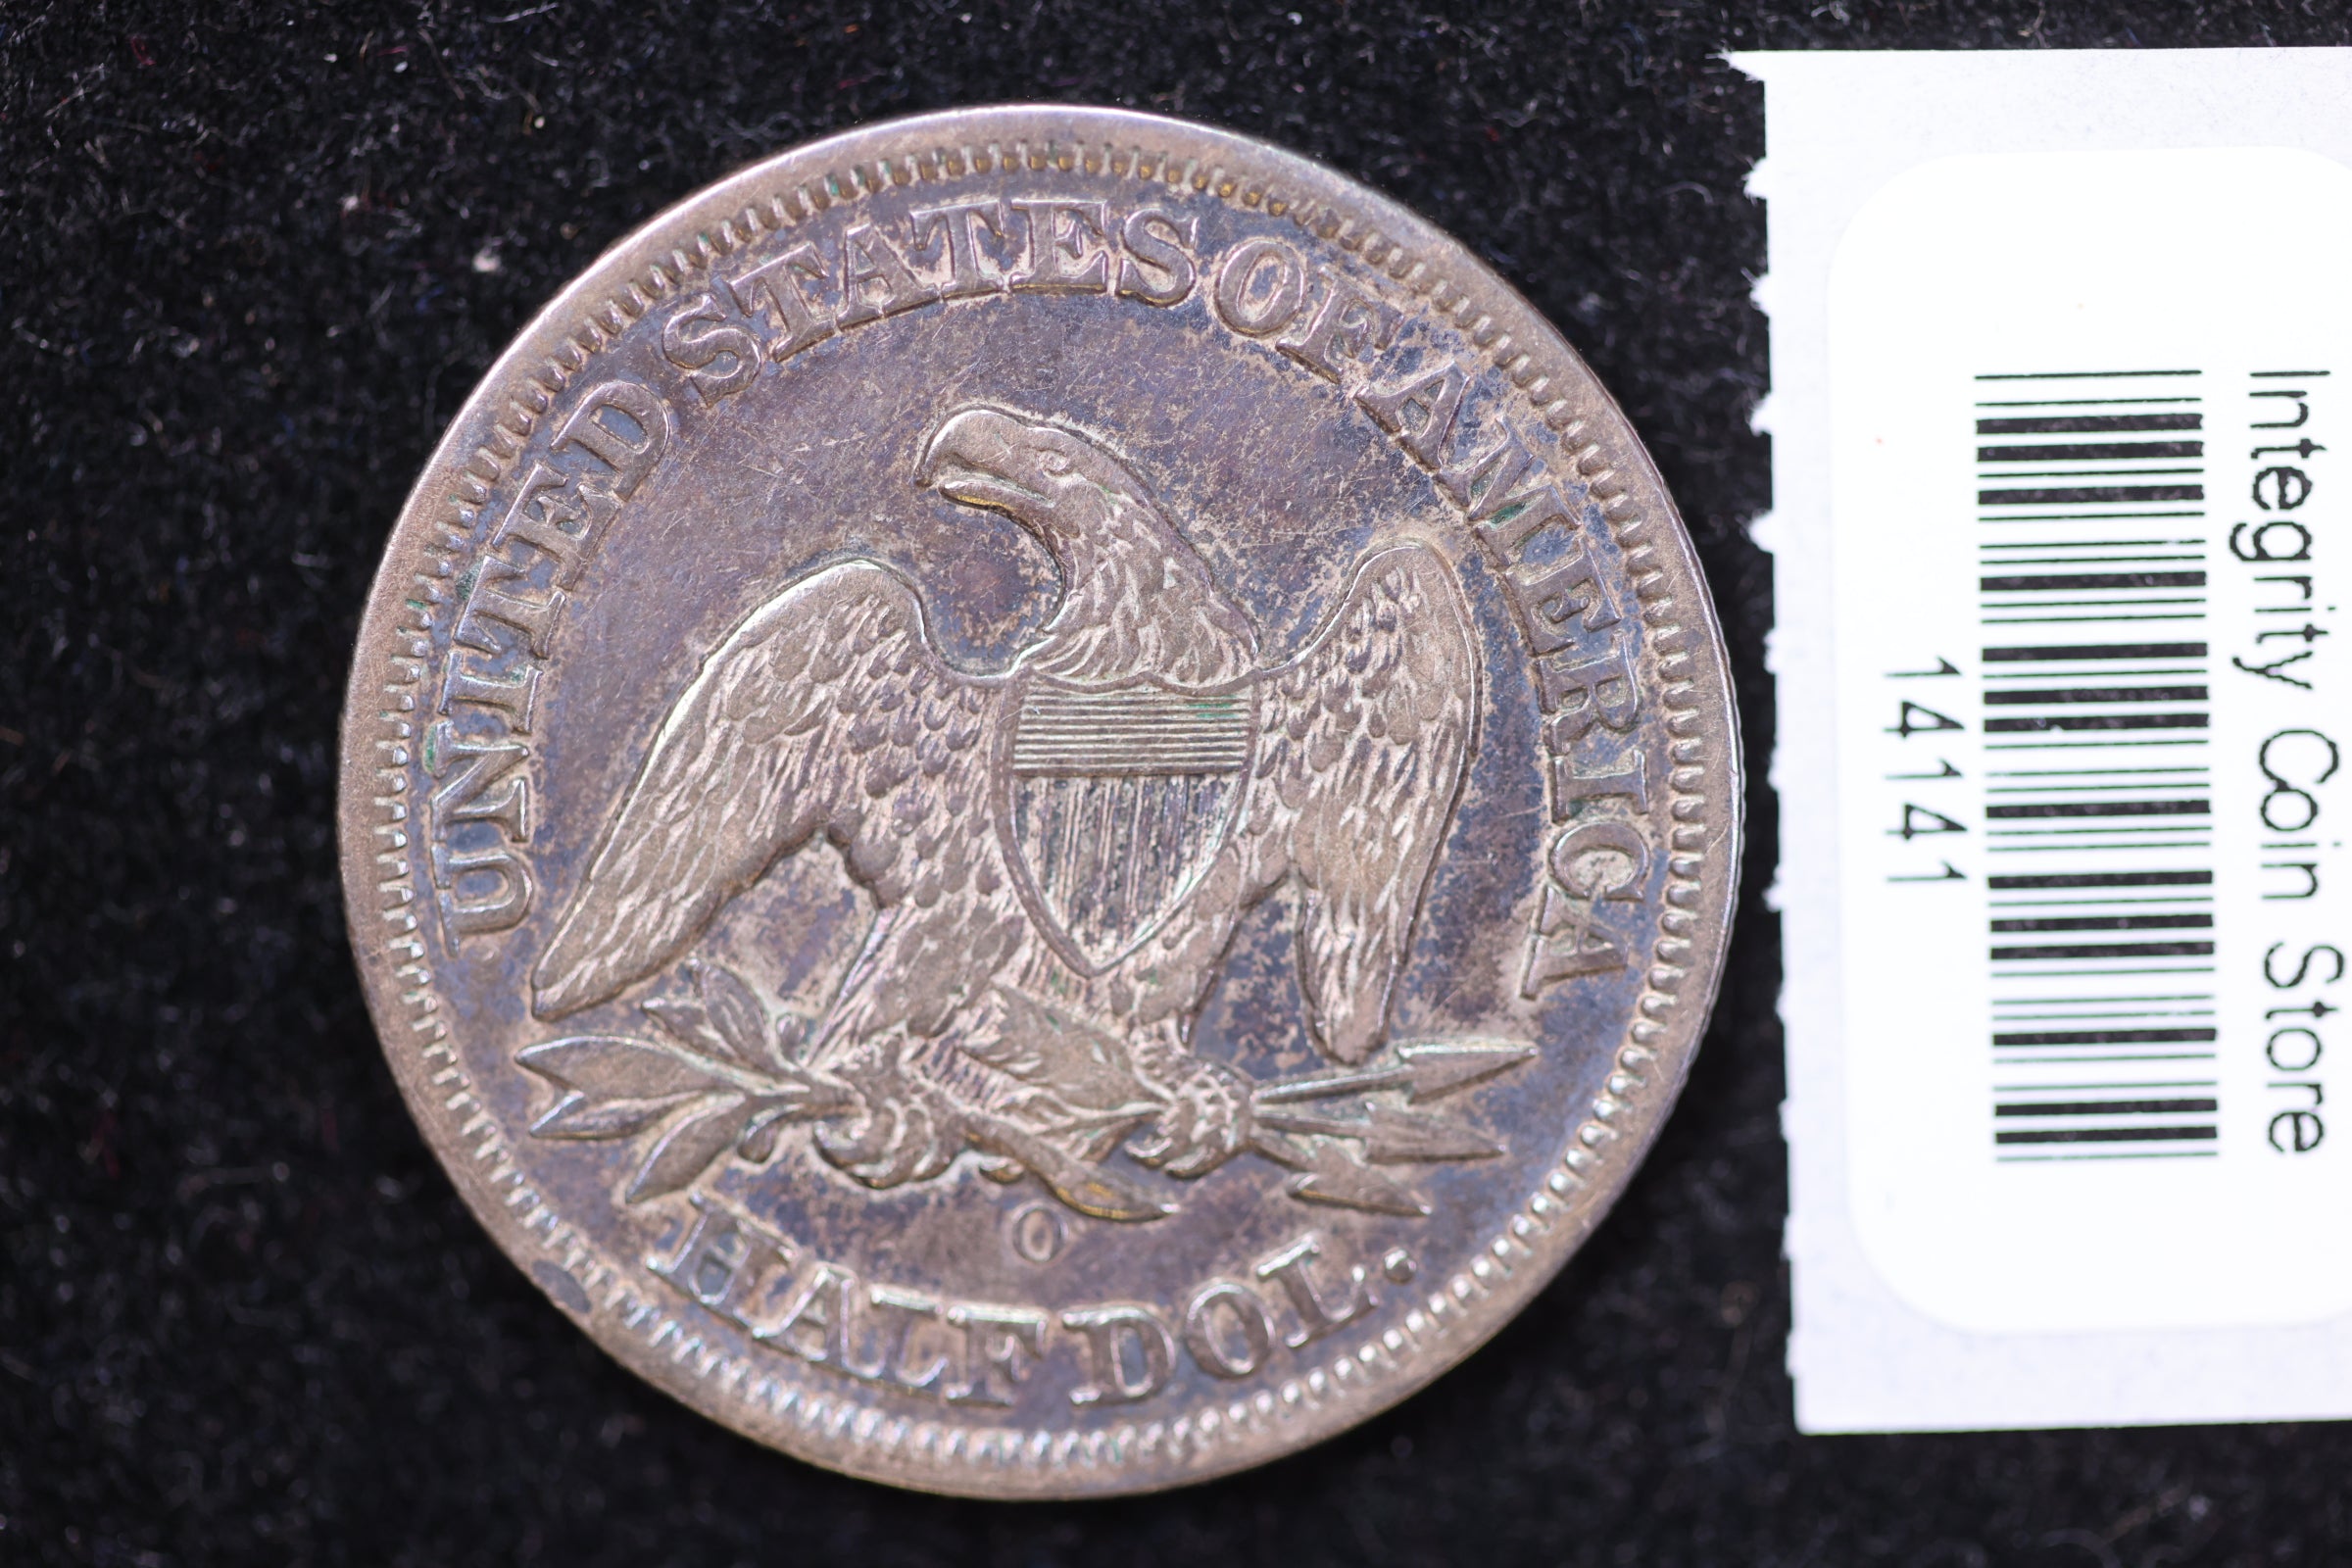 UNITED STATES OF AMERICA
O
HALF DOL.
Integrity Coin Store
14141